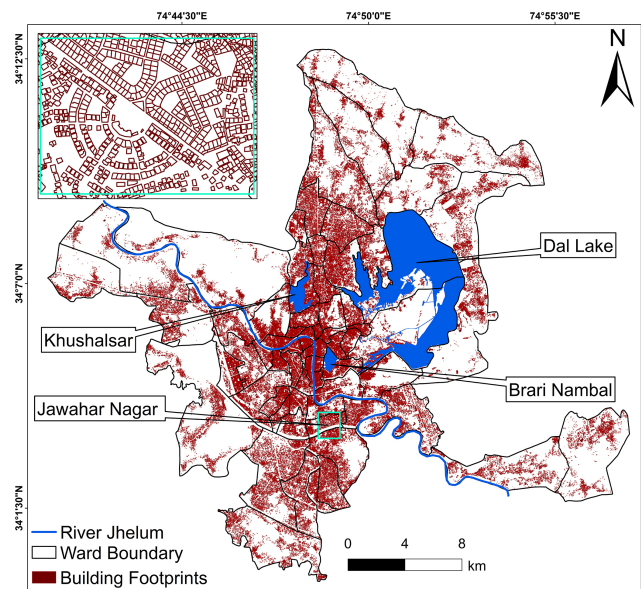 74°44'30"E 74°50'0"E 74°55'30"E
34°12'30"N
N
Dal Lake
34°7'0"N
Khushalsar
Brari Nambal
Jawahar Nagar
34°1'30"N
River Jhelum
Ward Boundary
Building Footprints
0 4 8
km